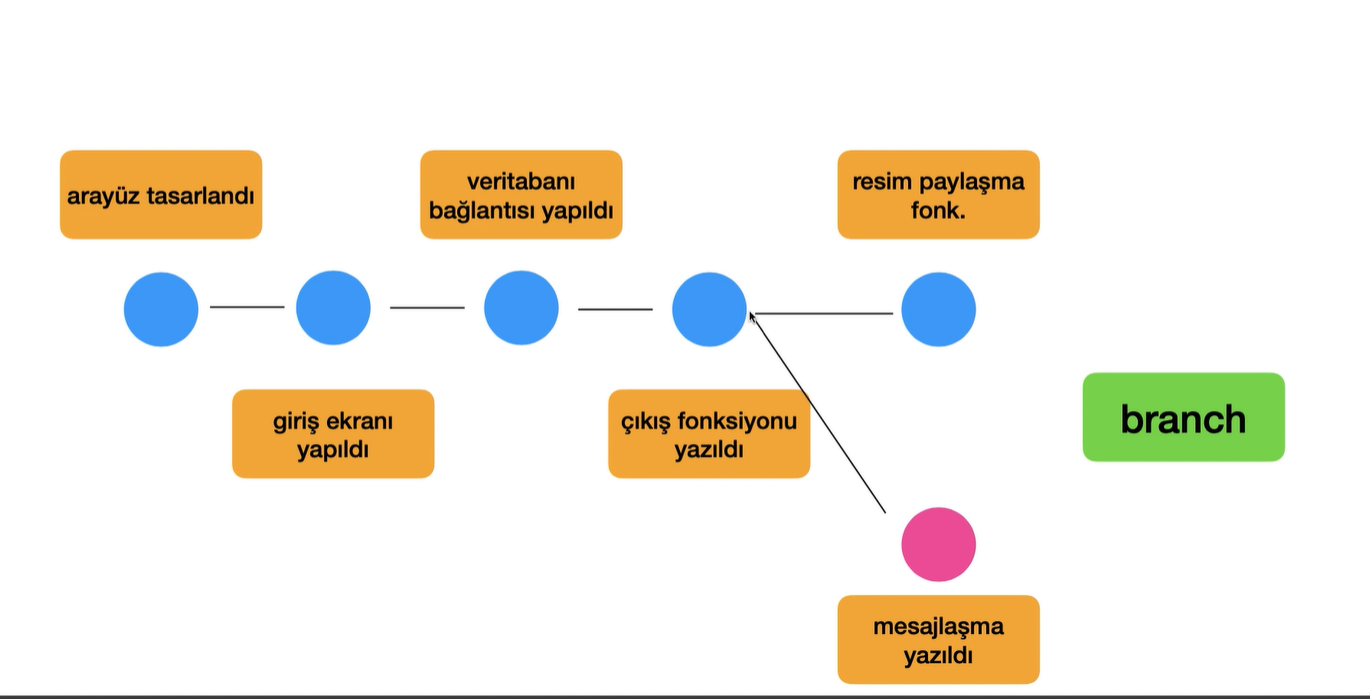 arayüz tasarlandı
veritabanı
bağlantısı yapıldı
resim paylaşma
fonk.
giriş ekranı
yapıldı
çıkış fonksiyonu
yazıldı
branch
mesajlaşma
yazıldı